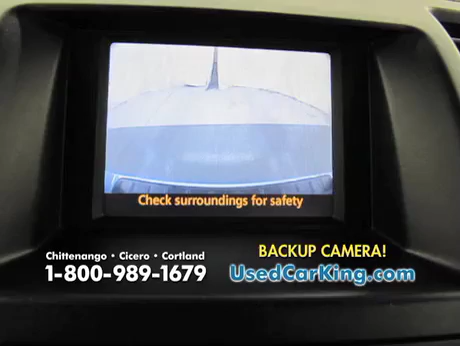 Check surroundings for safety
Chittenango • Cicero • Cortland
BACKUP CAMERA!
1-800-989-1679
UsedCarKing.com